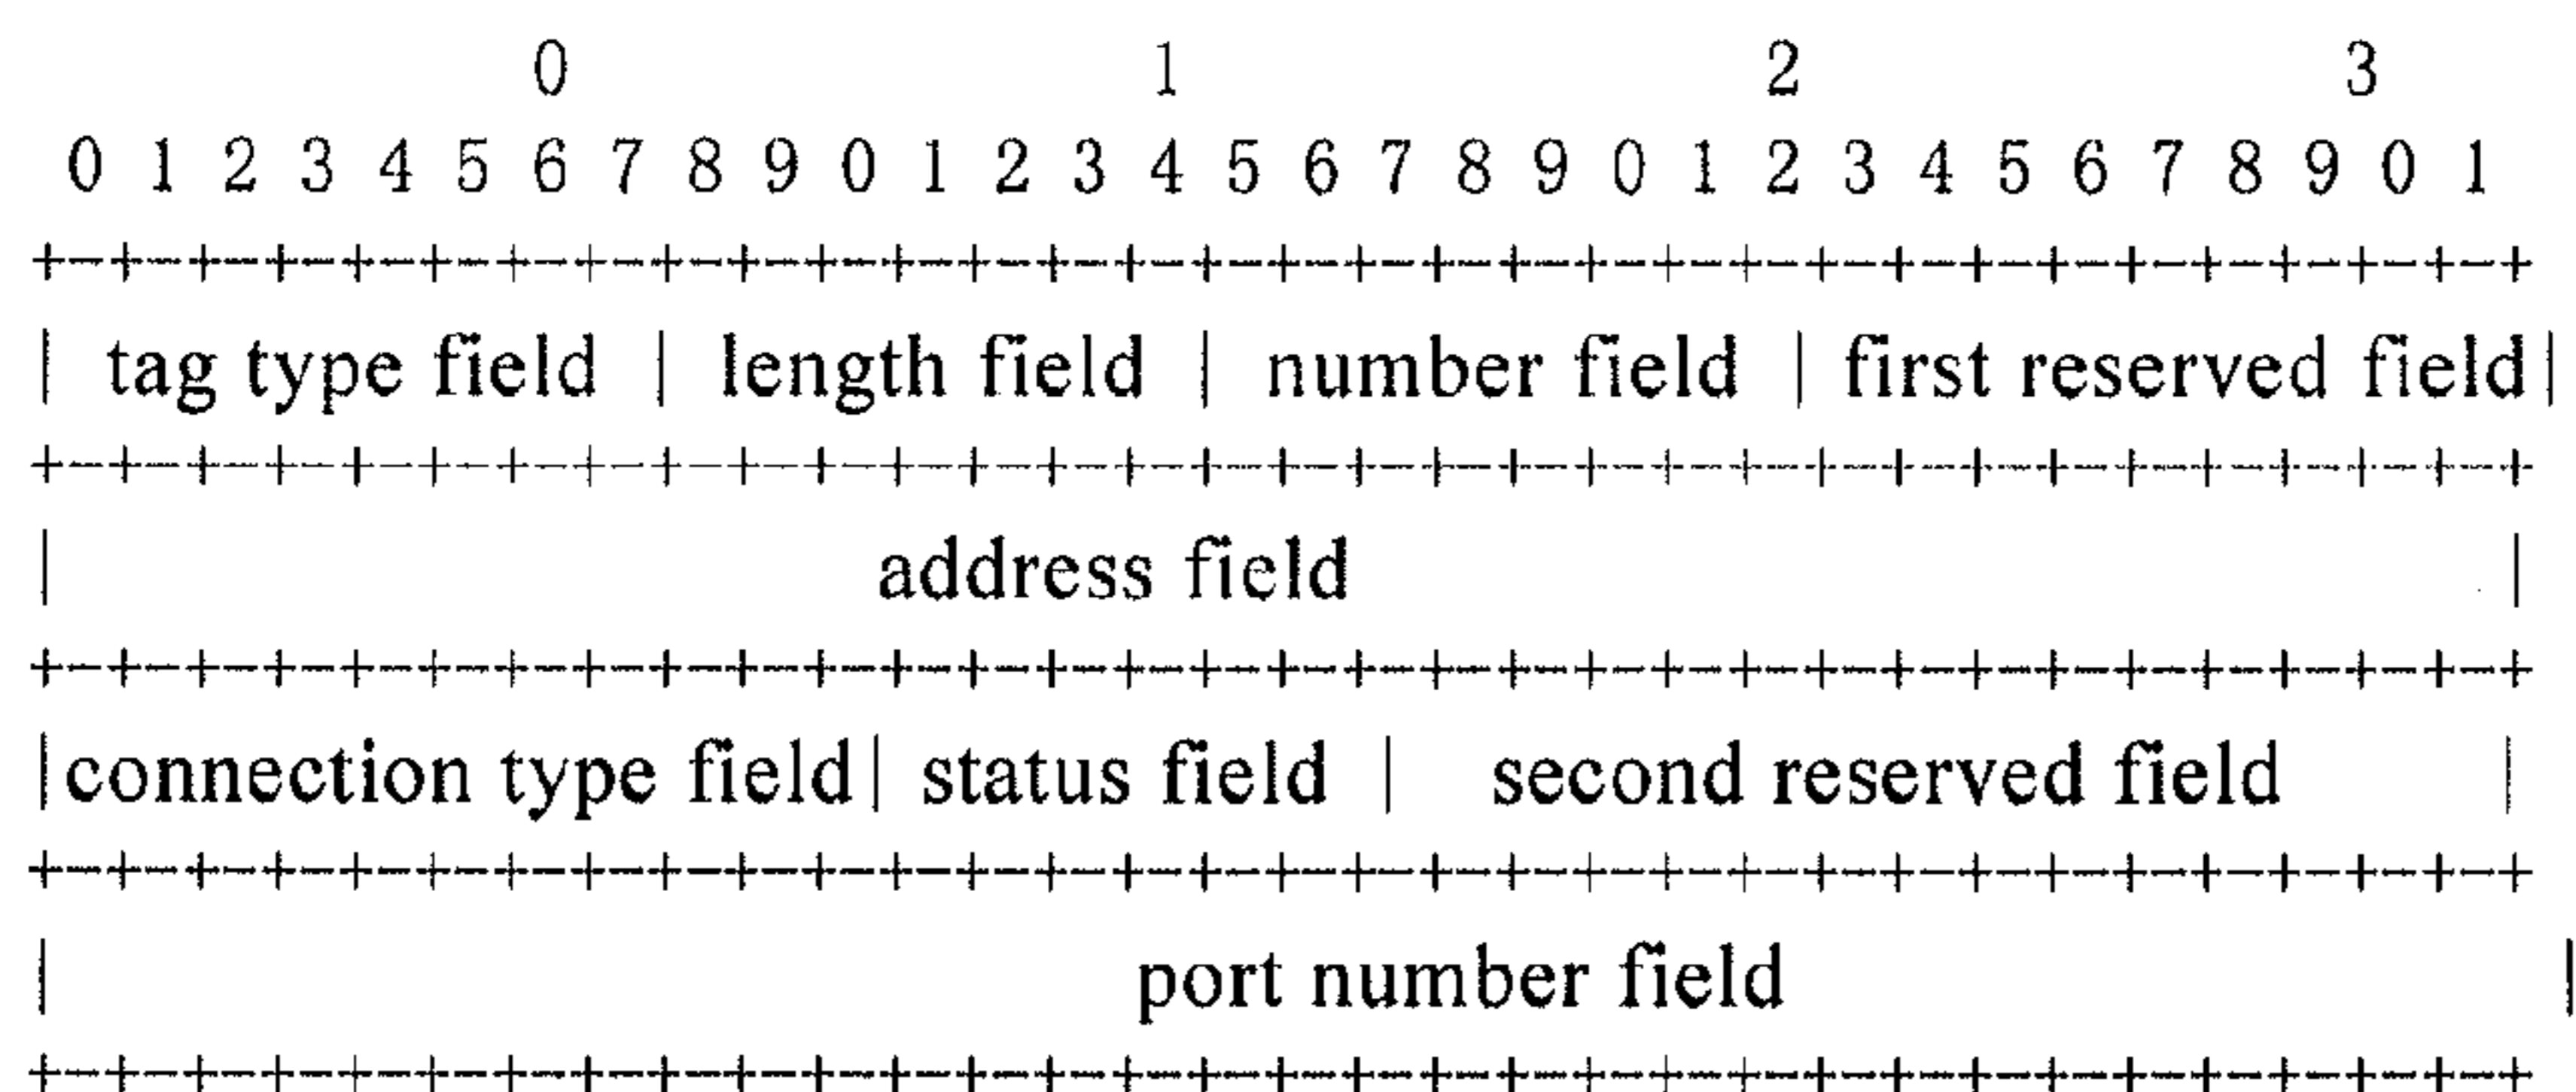 0 1 2 3
0 1 2 3 4 5 6 7 8 9 0 1 2 3 4 5 6 7 8 9 0 1 2 3 4 5 6 7 8 9 0 1
+-+-+-+-+-+-+-+-+-+-+-+-+-+-+-+-+-+-+-+-+-+-+-+-+-+-+-+-+-+-+-+-+
| tag type field | length field | number field | first reserved field|
+-+-+-+-+-+-+-+-+-+-+-+-+-+-+-+-+-+-+-+-+-+-+-+-+-+-+-+-+-+-+-+-+
| address field |
+-+-+-+-+-+-+-+-+-+-+-+-+-+-+-+-+-+-+-+-+-+-+-+-+-+-+-+-+-+-+-+-+
|connection type field| status field | second reserved field |
+-+-+-+-+-+-+-+-+-+-+-+-+-+-+-+-+-+-+-+-+-+-+-+-+-+-+-+-+-+-+-+-+
| port number field |
+-+-+-+-+-+-+-+-+-+-+-+-+-+-+-+-+-+-+-+-+-+-+-+-+-+-+-+-+-+-+-+-+